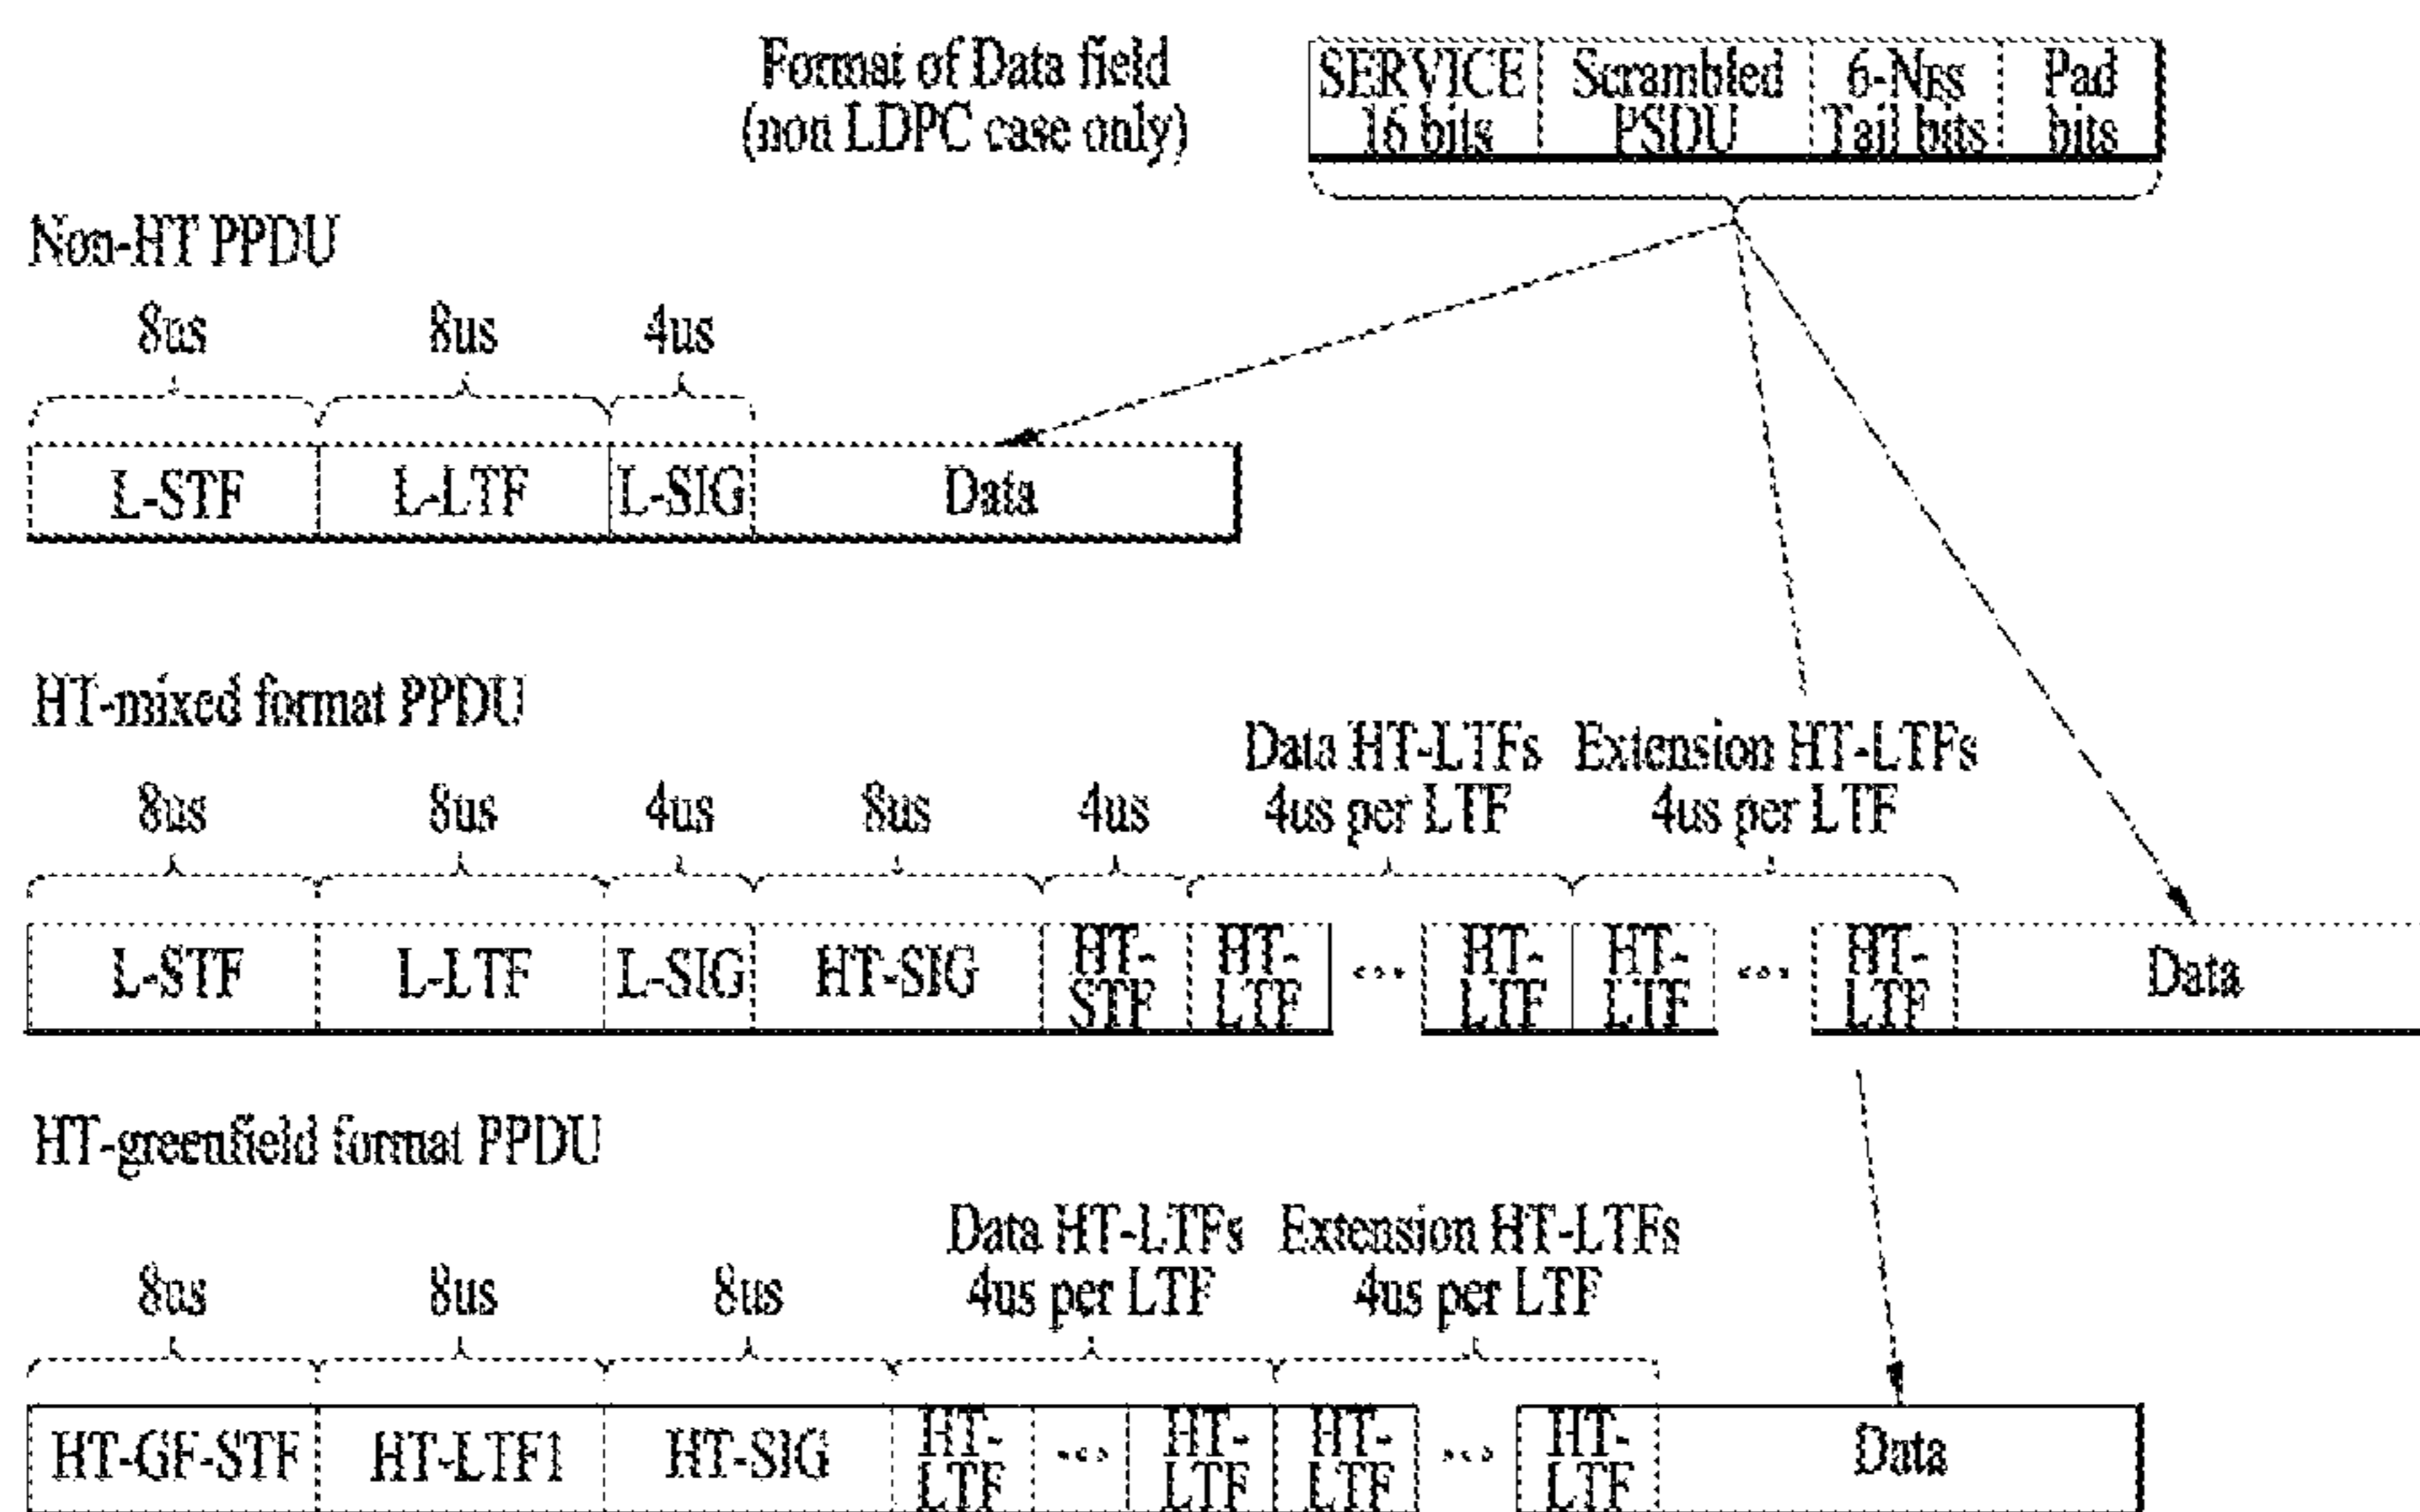 Format of Data field
(non LDPC case only)
SERVICE 16 bits
Scrambled PSDU
6-NES Tail bits
Pad bits
Non-HT PPDU
8us 8us 4us
L-STF L-LTF L-SIG Data
HT-mixed format PPDU
Data HT-LTFs Extension HT-LTFs
8us 8us 4us 8us 4us 4us per LTF 4us per LTF
L-STF L-LTF L-SIG HT-SIG HT-STF HT-LTF ... HT-LTF HT-LTF ... HT-LTF Data
HT-greenfield format PPDU
Data HT-LTFs Extension HT-LTFs
8us 8us 8us 4us per LTF 4us per LTF
HT-GF-STF HT-LTF1 HT-SIG HT-LTF ... HT-LTF HT-LTF ... HT-LTF Data